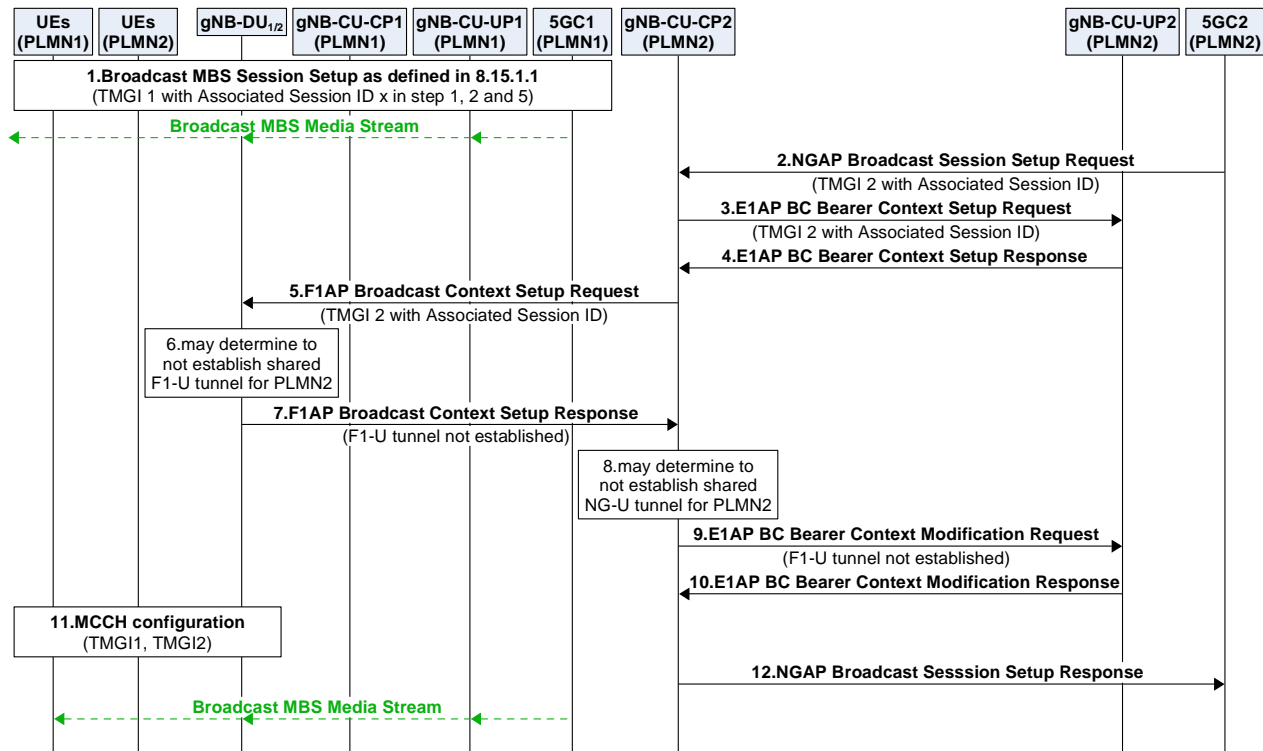 UEs
(PLMN1)
UEs
(PLMN2)
gNB-DU1/2
gNB-CU-CP1
(PLMN1)
gNB-CU-UP1
(PLMN1)
5GC1
(PLMN1)
gNB-CU-CP2
(PLMN2)
gNB-CU-UP2
(PLMN2)
5GC2
(PLMN2)
1.Broadcast MBS Session Setup as defined in 8.15.1.1
(TMGI 1 with Associated Session ID x in step 1, 2 and 5)
Broadcast MBS Media Stream
2.NGAP Broadcast Session Setup Request
(TMGI 2 with Associated Session ID)
3.E1AP BC Bearer Context Setup Request
(TMGI 2 with Associated Session ID)
4.E1AP BC Bearer Context Setup Response
5.F1AP Broadcast Context Setup Request
(TMGI 2 with Associated Session ID)
6.may determine to
not establish shared
F1-U tunnel for PLMN2
7.F1AP Broadcast Context Setup Response
(F1-U tunnel not established)
8.may determine to
not establish shared
NG-U tunnel for PLMN2
9.E1AP BC Bearer Context Modification Request
(F1-U tunnel not established)
10.E1AP BC Bearer Context Modification Response
11.MCCH configuration
(TMGI1, TMGI2)
12.NGAP Broadcast Sesssion Setup Response
Broadcast MBS Media Stream